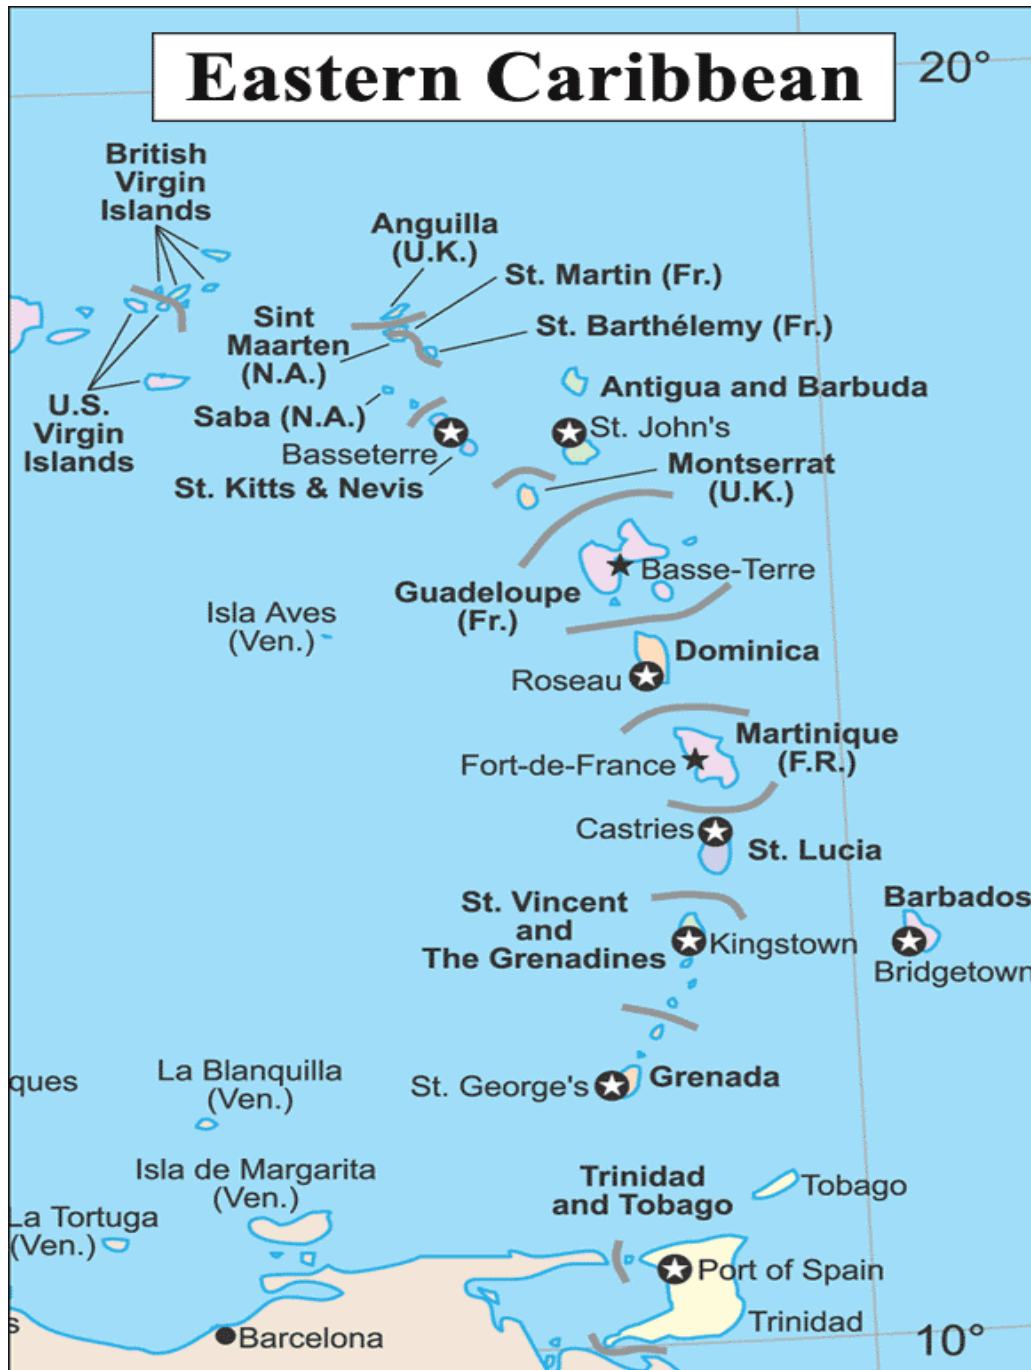 Eastern Caribbean
20°
British
Virgin
Islands
Anguilla
(U.K.)
St. Martin (Fr.)
Sint
Maarten
(N.A.)
St. Barthélemy (Fr.)
Antigua and Barbuda
U.S.
Virgin
Islands
Saba (N.A.)
St. John's
Basseterre
Montserrat
(U.K.)
St. Kitts & Nevis
Basse-Terre
Guadeloupe
(Fr.)
Isla Aves
(Ven.)
Dominica
Roseau
Martinique
(F.R.)
Fort-de-France
Castries
St. Lucia
St. Vincent
and
The Grenadines
Barbados
Kingstown
Bridgetown
ques
La Blanquilla
(Ven.)
St. George's
Grenada
Isla de Margarita
(Ven.)
Trinidad
and Tobago
Tobago
La Tortuga
(Ven.)
Port of Spain
Trinidad
s
Barcelona
10°